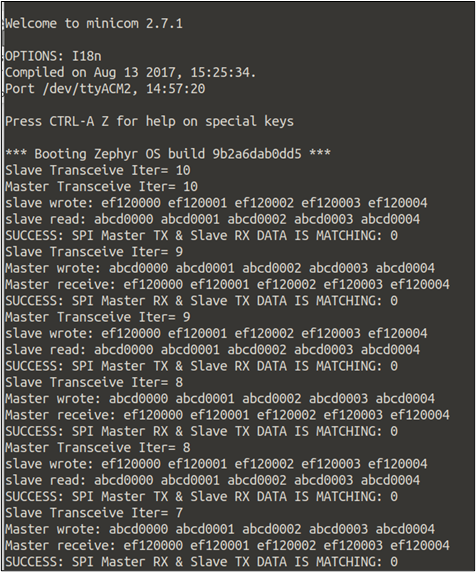 Welcome to minicom 2.7.1
OPTIONS: I18n
Compiled on Aug 13 2017, 15:25:34.
Port /dev/ttyACM2, 14:57:20
Press CTRL-A Z for help on special keys
*** Booting Zephyr OS build 9b2a6dab0dd5 ***
Slave Transceive Iter= 10
Master Transceive Iter= 10
slave wrote: ef120000 ef120001 ef120002 ef120003 ef120004
slave read: abcd0000 abcd0001 abcd0002 abcd0003 abcd0004
SUCCESS: SPI Master TX & Slave RX DATA IS MATCHING: 0
Slave Transceive Iter= 9
Master wrote: abcd0000 abcd0001 abcd0002 abcd0003 abcd0004
Master receive: ef120000 ef120001 ef120002 ef120003 ef120004
SUCCESS: SPI Master RX & Slave TX DATA IS MATCHING: 0
Master Transceive Iter= 9
slave wrote: ef120000 ef120001 ef120002 ef120003 ef120004
slave read: abcd0000 abcd0001 abcd0002 abcd0003 abcd0004
SUCCESS: SPI Master TX & Slave RX DATA IS MATCHING: 0
Slave Transceive Iter= 8
Master wrote: abcd0000 abcd0001 abcd0002 abcd0003 abcd0004
Master receive: ef120000 ef120001 ef120002 ef120003 ef120004
SUCCESS: SPI Master RX & Slave TX DATA IS MATCHING: 0
Master Transceive Iter= 8
slave wrote: ef120000 ef120001 ef120002 ef120003 ef120004
slave read: abcd0000 abcd0001 abcd0002 abcd0003 abcd0004
SUCCESS: SPI Master TX & Slave RX DATA IS MATCHING: 0
Slave Transceive Iter= 7
Master wrote: abcd0000 abcd0001 abcd0002 abcd0003 abcd0004
Master receive: ef120000 ef120001 ef120002 ef120003 ef120004
SUCCESS: SPI Master RX & Slave TX DATA IS MATCHING: 0